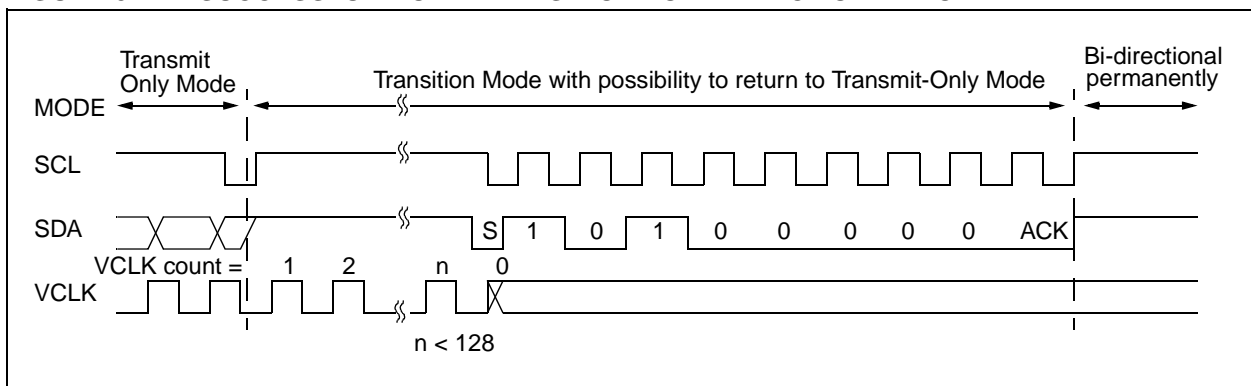 Transmit
Only Mode
Transition Mode with possibility to return to Transmit-Only Mode
Bi-directional
permanently
MODE
SCL
SDA
S 1 0 1 0 0 0 0 0 ACK
VCLK count = 1 2 n 0
VCLK
n < 128